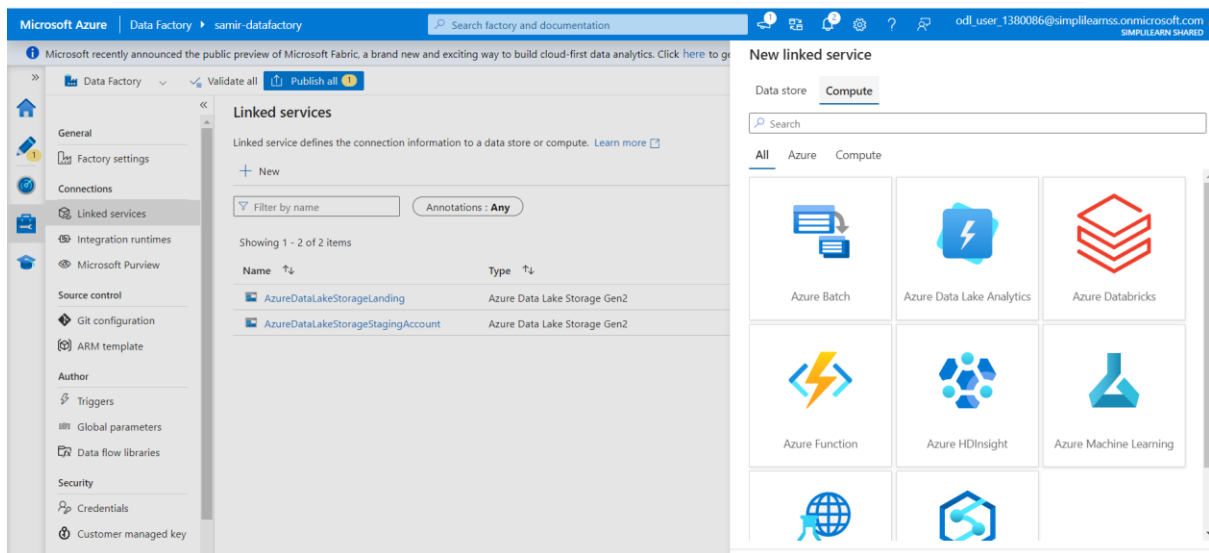 Microsoft Azure Data Factory samir-datafactory Search factory and documentation 2 odl_user_1380086@simplilearnss.onmicrosoft.com
SIMPLILEARN SHARED
Microsoft recently announced the public preview of Microsoft Fabric, a brand new and exciting way to build cloud-first data analytics. Click here to ge
Data Factory Validate all Publish all 1
1
General
Factory settings
Connections
Linked services
Integration runtimes
Microsoft Purview
Source control
Git configuration
ARM template
Author
Triggers
Global parameters
Data flow libraries
Security
Credentials
Customer managed key
Linked services
Linked service defines the connection information to a data store or compute. Learn more
New
Filter by name
Annotations : Any
Showing 1 - 2 of 2 items
Name Type
AzureDataLakeStorageLanding Azure Data Lake Storage Gen2
AzureDataLakeStorageStagingAccount Azure Data Lake Storage Gen2
New linked service
Data store Compute
Search
All Azure Compute
Azure Batch Azure Data Lake Analytics Azure Databricks
Azure Function Azure HDInsight Azure Machine Learning